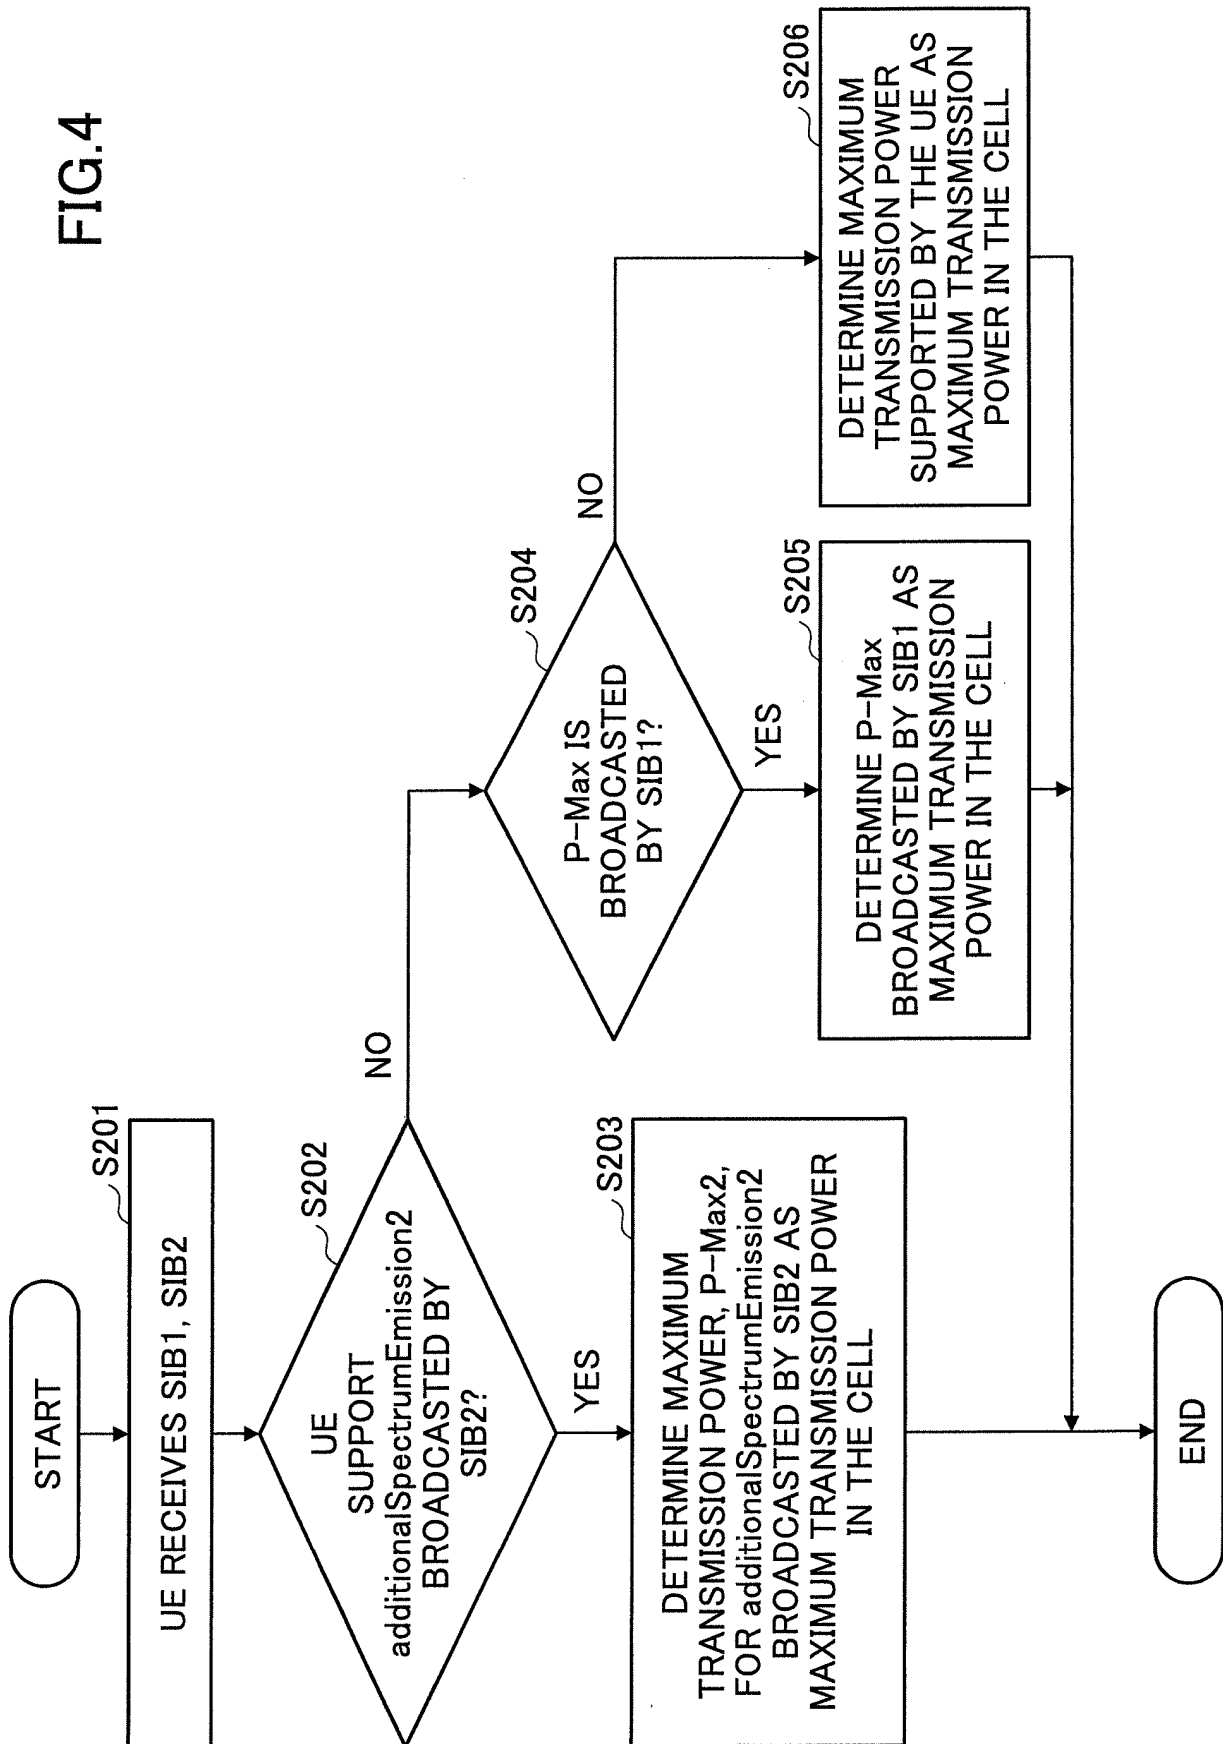 FIG.4
START
S201
UE RECEIVES SIB1, SIB2
S202
UE
SUPPORT
additionalSpectrumEmission2
BROADCASTED BY
SIB2?
NO
YES
S203
DETERMINE MAXIMUM
TRANSMISSION POWER, P-Max2,
FOR additionalSpectrumEmission2
BROADCASTED BY SIB2 AS
MAXIMUM TRANSMISSION POWER
IN THE CELL
S204
P-Max IS
BROADCASTED
BY SIB1?
NO
YES
S205
DETERMINE P-Max
BROADCASTED BY SIB1 AS
MAXIMUM TRANSMISSION
POWER IN THE CELL
S206
DETERMINE MAXIMUM
TRANSMISSION POWER
SUPPORTED BY THE UE AS
MAXIMUM TRANSMISSION
POWER IN THE CELL
END